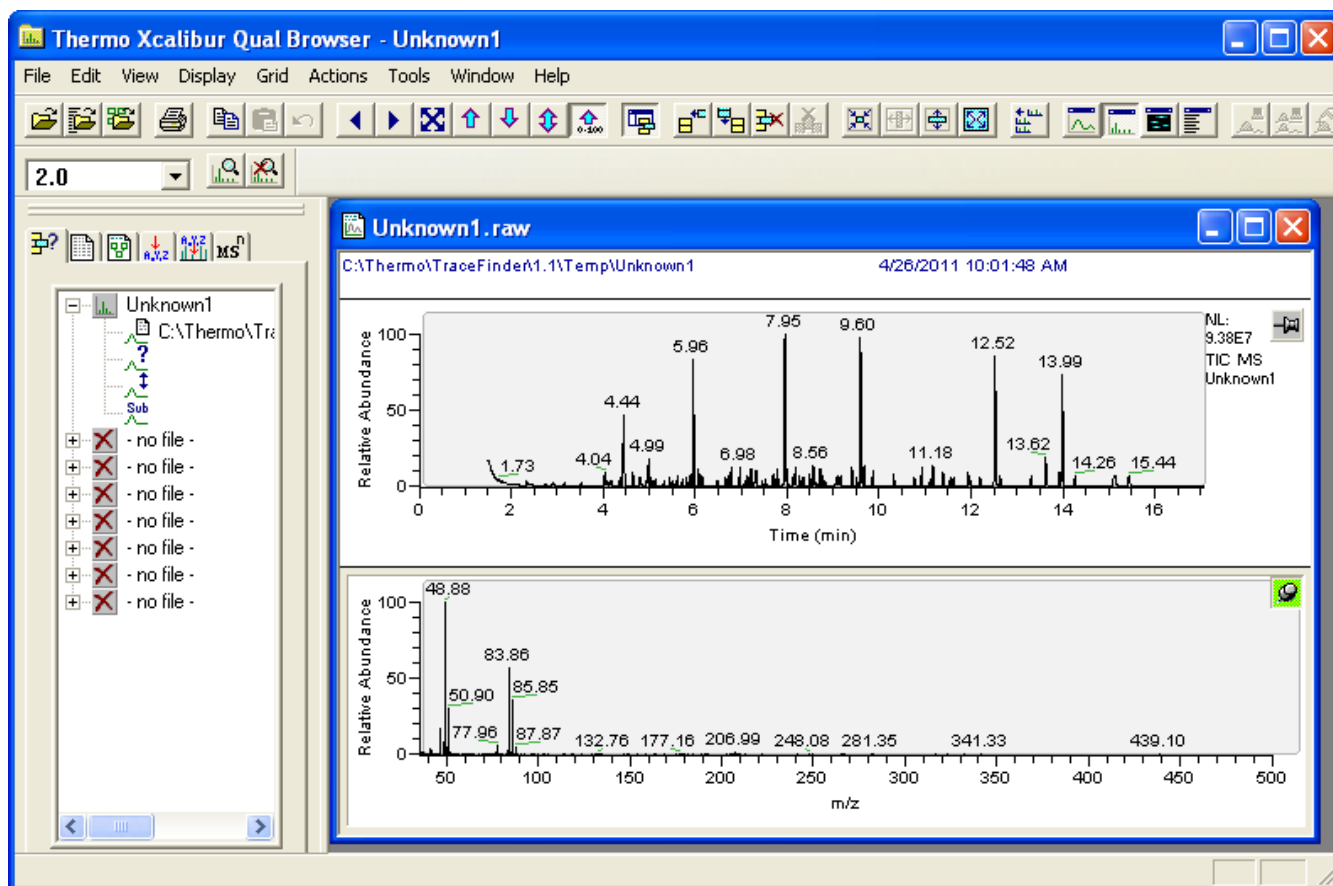 Thermo Xcalibur Qual Browser - Unknown1
File Edit View Display Grid Actions Tools Window Help
0-100
2.0
? A,Y,Z A,Y,Z MSⁿ
Unknown1
C:\Thermo\Tra
?
Sub
- no file -
- no file -
- no file -
- no file -
- no file -
- no file -
- no file -
Unknown1.raw
C:\Thermo\TraceFinder\1.1\Temp\Unknown1 4/26/2011 10:01:48 AM
Relative Abundance
100
50
0
7.95
9.60
5.96
12.52
13.99
4.44
4.99
1.73
4.04
6.98
8.56
11.18
13.62
14.26
15.44
0 2 4 6 8 10 12 14 16
Time (min)
NL:
9.38E7
TIC MS
Unknown1
Relative Abundance
100
50
0
48.88
83.86
50.90
85.85
77.96
87.87
132.76
177.16
206.99
248.08
281.35
341.33
439.10
50 100 150 200 250 300 350 400 450 500
m/z